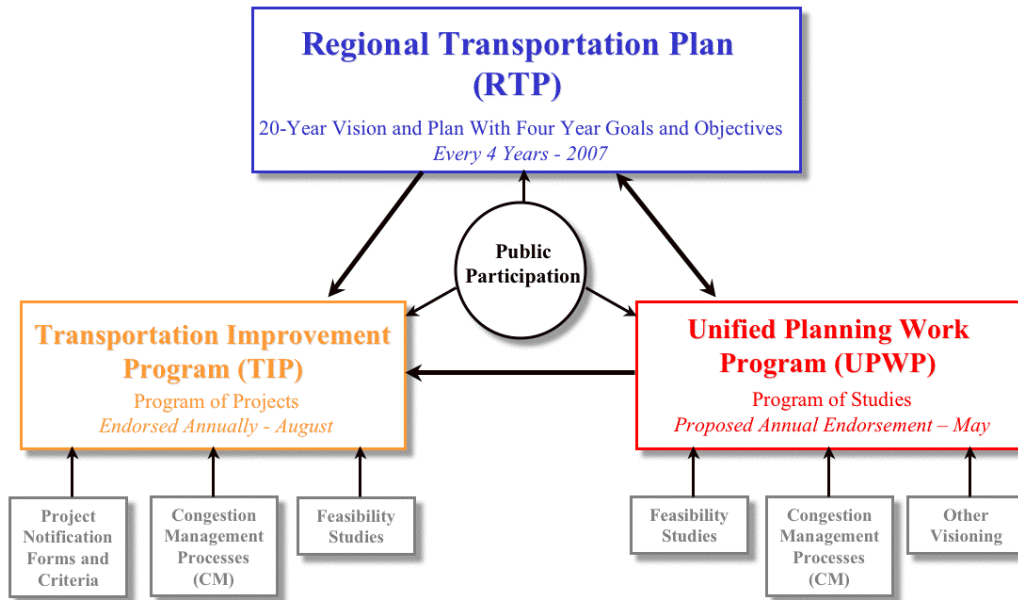 Regional Transportation Plan
(RTP)
20-Year Vision and Plan With Four Year Goals and Objectives
Every 4 Years - 2007
Public
Participation
Transportation Improvement
Program (TIP)
Program of Projects
Endorsed Annually - August
Unified Planning Work
Program (UPWP)
Program of Studies
Proposed Annual Endorsement – May
Project
Notification
Forms and
Criteria
Congestion
Management
Processes
(CM)
Feasibility
Studies
Feasibility
Studies
Congestion
Management
Processes
(CM)
Other
Visioning